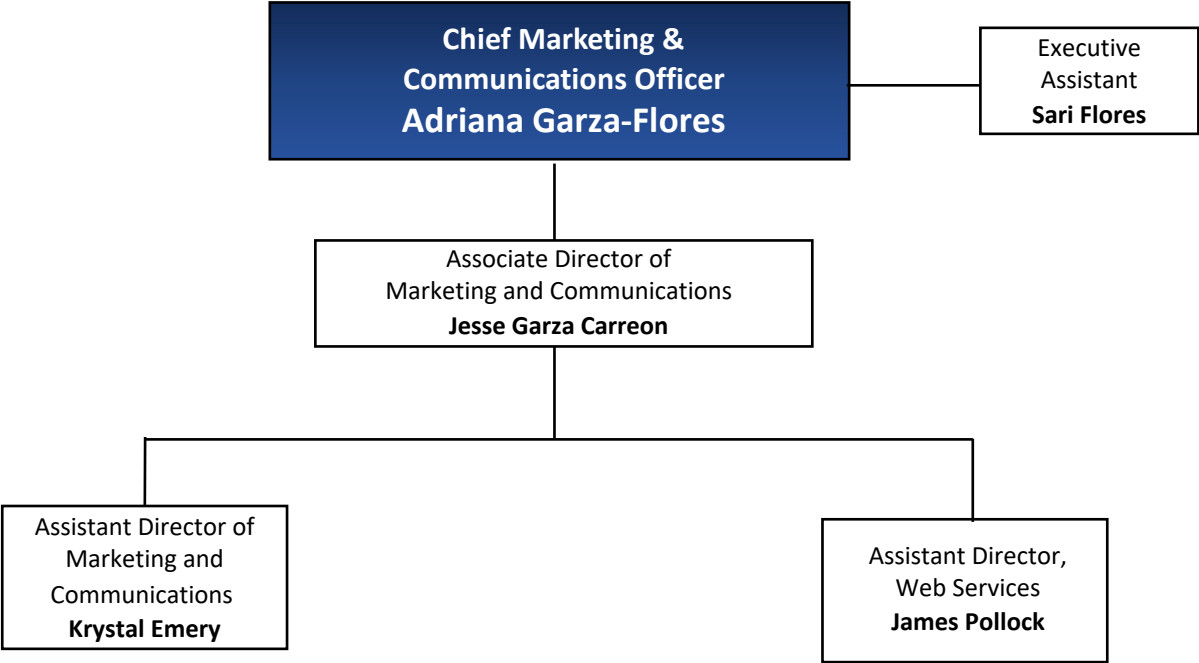 Chief Marketing &
Communications Officer
Adriana Garza-Flores
Executive
Assistant
Sari Flores
Associate Director of
Marketing and Communications
Jesse Garza Carreon
Assistant Director of
Marketing and
Communications
Krystal Emery
Assistant Director,
Web Services
James Pollock